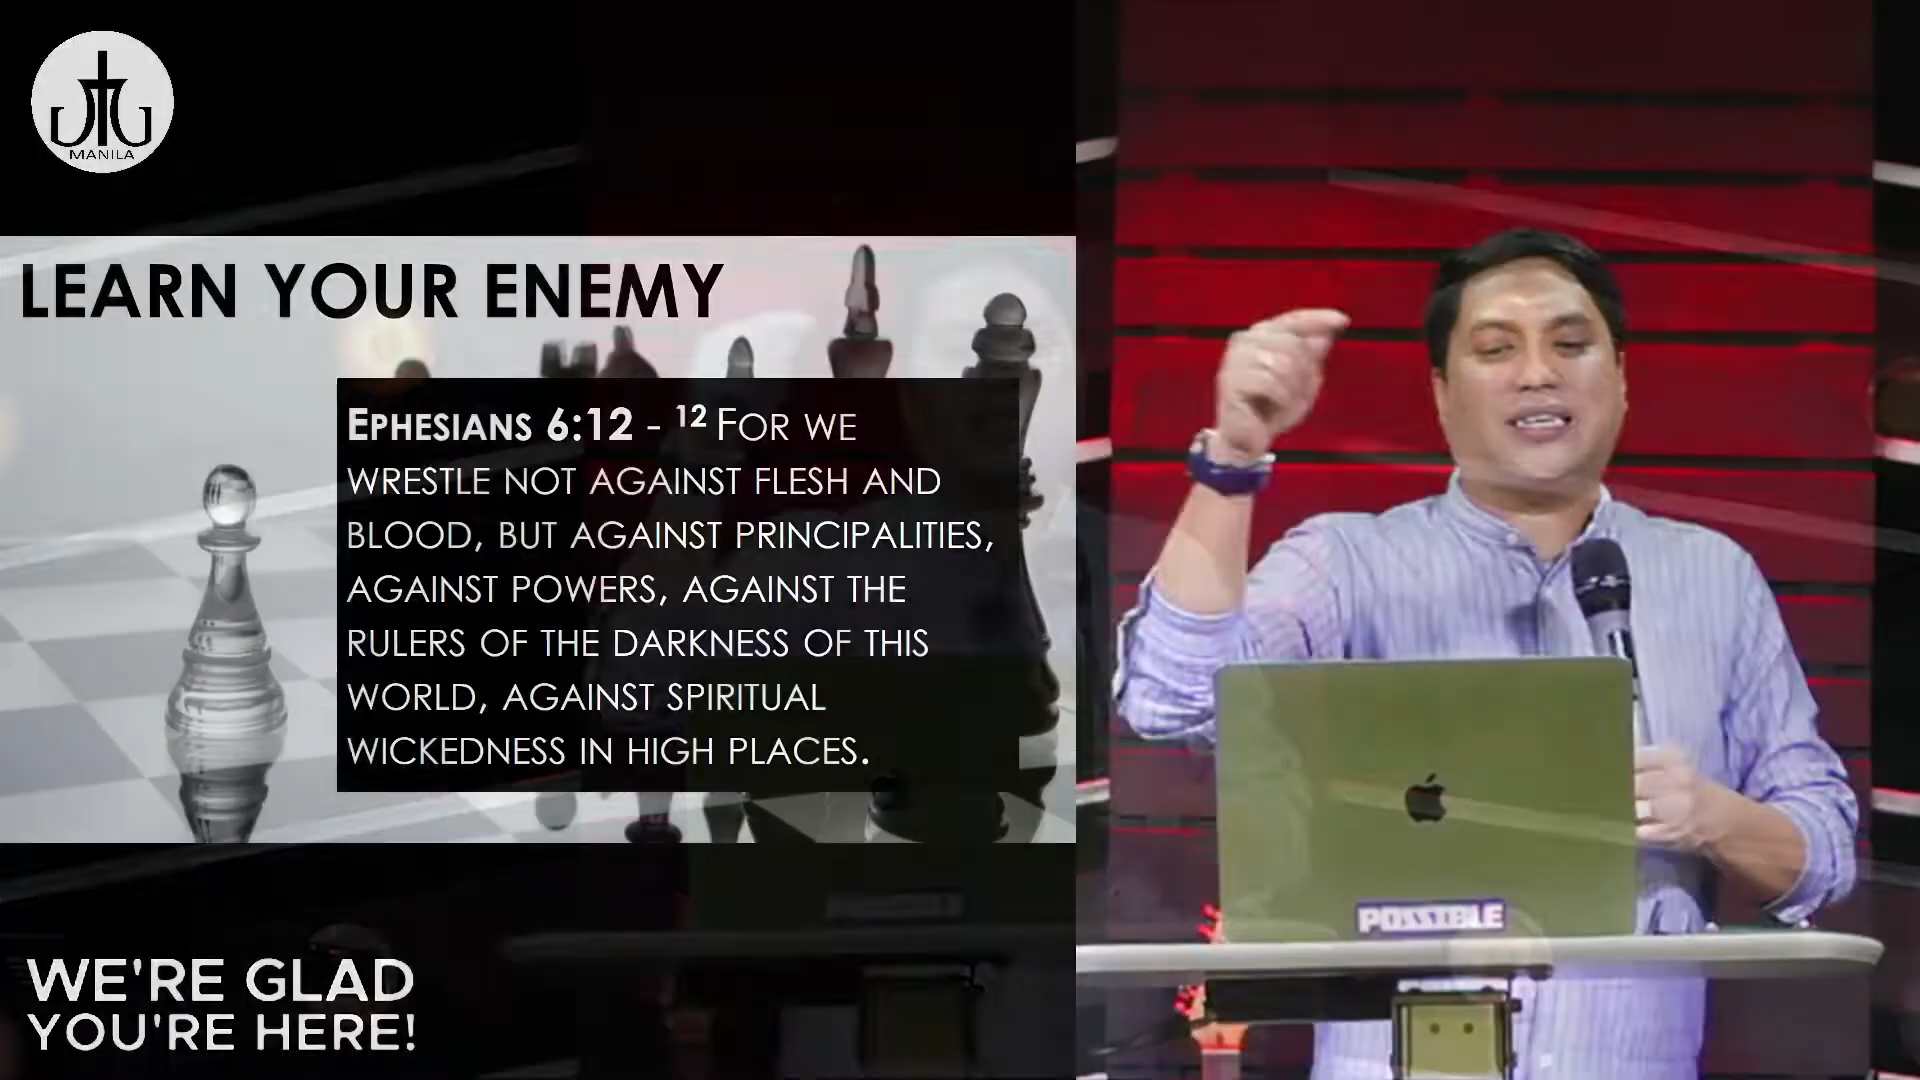 JTG
MANILA
LEARN YOUR ENEMY
EPHESIANS 6:12 - 12 FOR WE
WRESTLE NOT AGAINST FLESH AND
BLOOD, BUT AGAINST PRINCIPALITIES,
AGAINST POWERS, AGAINST THE
RULERS OF THE DARKNESS OF THIS
WORLD, AGAINST SPIRITUAL
WICKEDNESS IN HIGH PLACES.
POSSIBLE
WE'RE GLAD
YOU'RE HERE!